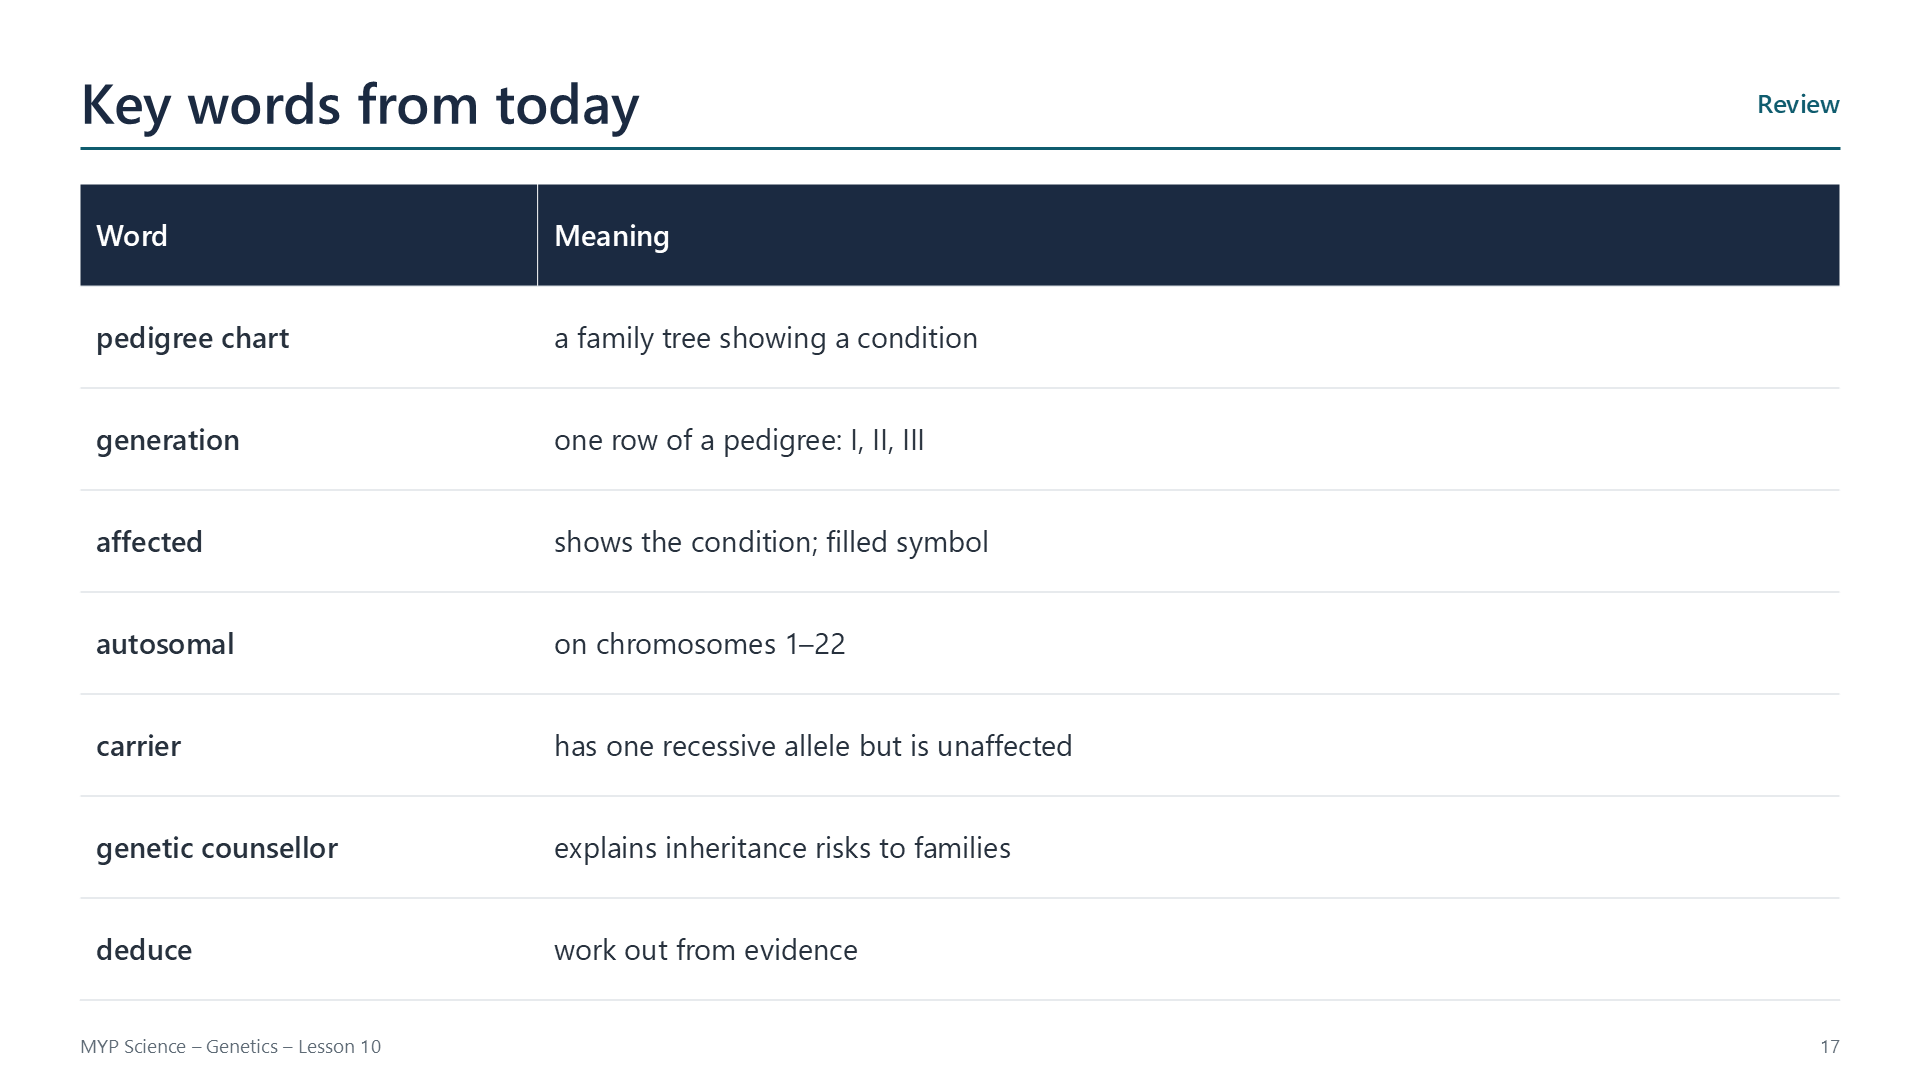 Key words from today
Review
Word
Meaning
pedigree chart
a family tree showing a condition
generation
one row of a pedigree: I, II, III
affected
shows the condition; filled symbol
autosomal
on chromosomes 1–22
carrier
has one recessive allele but is unaffected
genetic counsellor
explains inheritance risks to families
deduce
work out from evidence
MYP Science – Genetics – Lesson 10
17